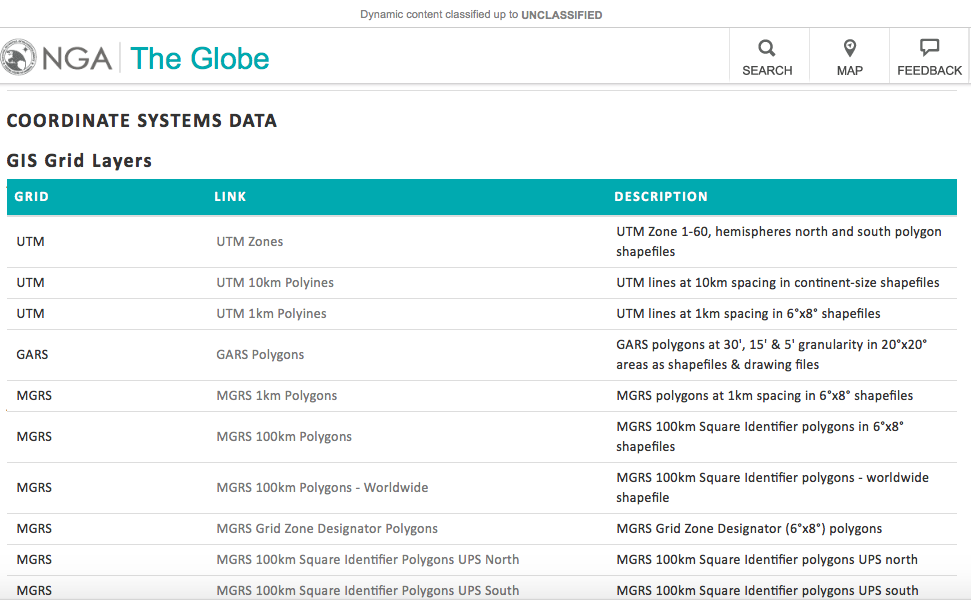 Dynamic content classified up to UNCLASSIFIED
NGA The Globe
SEARCH MAP FEEDBACK
COORDINATE SYSTEMS DATA
GIS Grid Layers
GRID LINK DESCRIPTION
UTM UTM Zones UTM Zone 1-60, hemispheres north and south polygon
shapefiles
UTM UTM 10km Polyines UTM lines at 10km spacing in continent-size shapefiles
UTM UTM 1km Polyines UTM lines at 1km spacing in 6°x8° shapefiles
GARS GARS Polygons GARS polygons at 30', 15' & 5' granularity in 20°x20°
areas as shapefiles & drawing files
MGRS MGRS 1km Polygons MGRS polygons at 1km spacing in 6°x8° shapefiles
MGRS MGRS 100km Polygons MGRS 100km Square Identifier polygons in 6°x8°
shapefiles
MGRS MGRS 100km Polygons - Worldwide MGRS 100km Square Identifier polygons - worldwide
shapefile
MGRS MGRS Grid Zone Designator Polygons MGRS Grid Zone Designator (6°x8°) polygons
MGRS MGRS 100km Square Identifier Polygons UPS North MGRS 100km Square Identifier polygons UPS north
MGRS MGRS 100km Square Identifier Polygons UPS South MGRS 100km Square Identifier polygons UPS south